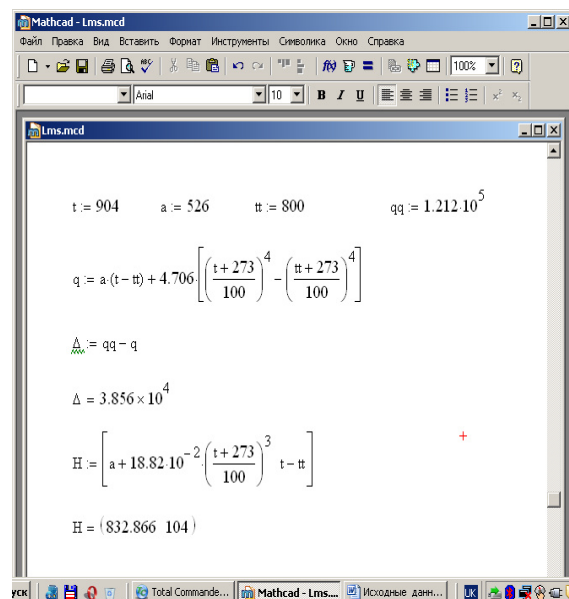 Mathcad - Lms.mcd
Файл Правка Вид Вставить Формат Инструменты Символика Окно Справка
100%
Arial 10 B I U
Lms.mcd
t := 904 a := 526 tt := 800 qq := 1.212·10^5
q := a·(t − tt) + 4.706·[((t + 273)/100)^4 − ((tt + 273)/100)^4]
Δ := qq − q
Δ = 3.856 × 10^4
H := [a + 18.82·10^−2·((t + 273)/100)^3 t − tt]
H = (832.866 104)
уск Total Commande... Mathcad - Lms.... Исходные данн... UK